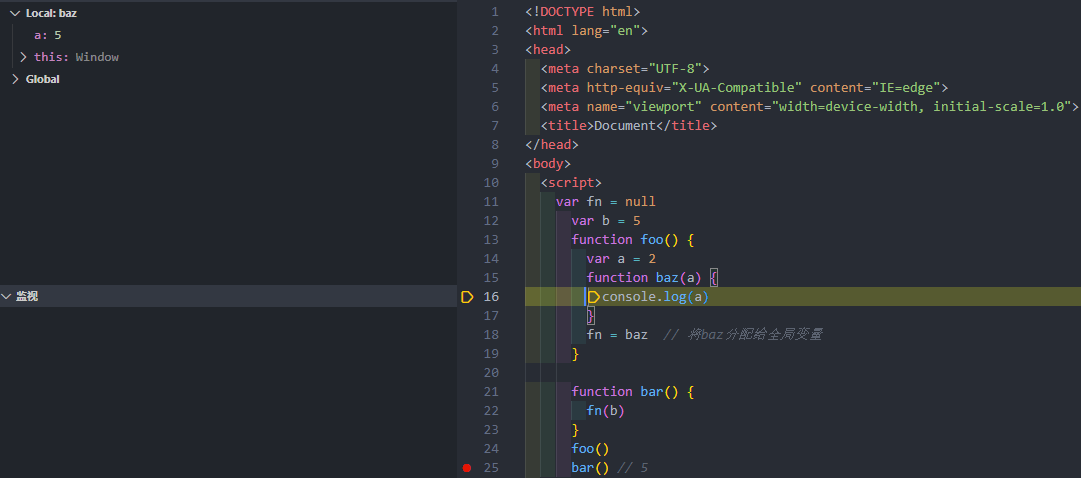 Local: baz
a: 5
this: Window
Global
监视
1 <!DOCTYPE html>
2 <html lang="en">
3 <head>
4 <meta charset="UTF-8">
5 <meta http-equiv="X-UA-Compatible" content="IE=edge">
6 <meta name="viewport" content="width=device-width, initial-scale=1.0">
7 <title>Document</title>
8 </head>
9 <body>
10 <script>
11 var fn = null
12 var b = 5
13 function foo() {
14 var a = 2
15 function baz(a) {
16 console.log(a)
17 }
18 fn = baz // 将baz分配给全局变量
19 }
20
21 function bar() {
22 fn(b)
23 }
24 foo()
25 bar() // 5